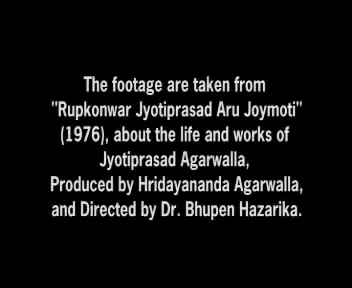 The footage are taken from
"Rupkonwar Jyotiprasad Aru Joymoti"
(1976), about the life and works of
Jyotiprasad Agarwalla,
Produced by Hridayananda Agarwalla,
and Directed by Dr. Bhupen Hazarika.